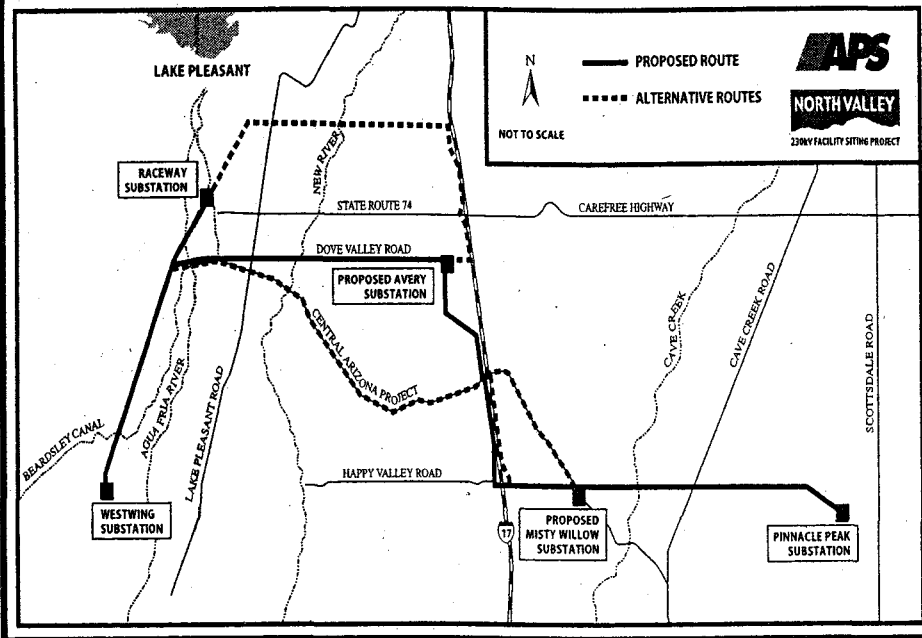 LAKE PLEASANT
N
NOT TO SCALE
PROPOSED ROUTE
ALTERNATIVE ROUTES
APS
NORTH VALLEY
230kV FACILITY SITING PROJECT
RACEWAY
SUBSTATION
NEW RIVER
STATE ROUTE 74
CAREFREE HIGHWAY
DOVE VALLEY ROAD
PROPOSED AVERY
SUBSTATION
CENTRAL ARIZONA PROJECT
CAVE CREEK
CAVE CREEK ROAD
SCOTTSDALE ROAD
BEARDSLEY CANAL
AGUA FRIA RIVER
LAKE PLEASANT ROAD
HAPPY VALLEY ROAD
WESTWING
SUBSTATION
17
PROPOSED
MISTY WILLOW
SUBSTATION
PINNACLE PEAK
SUBSTATION